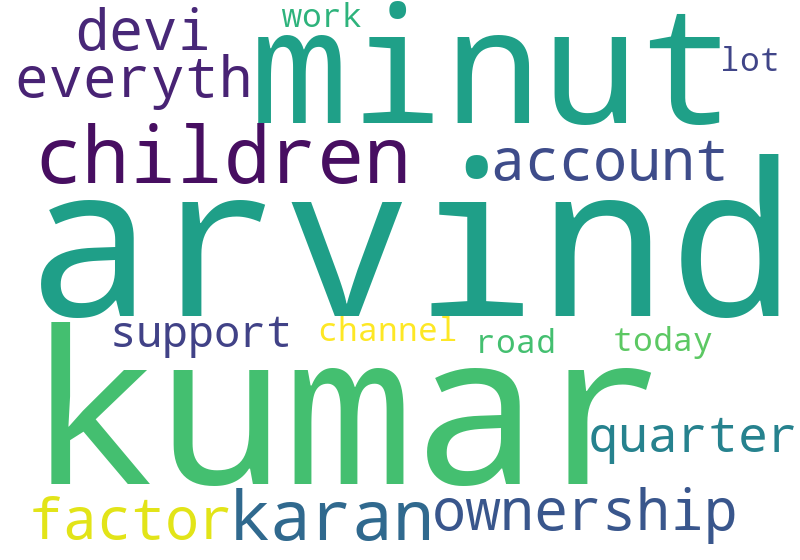 work
devi
minut
everyth
lot
children
account
arvind
support
channel
road
today
kumar
quarter
factor
karan
ownership